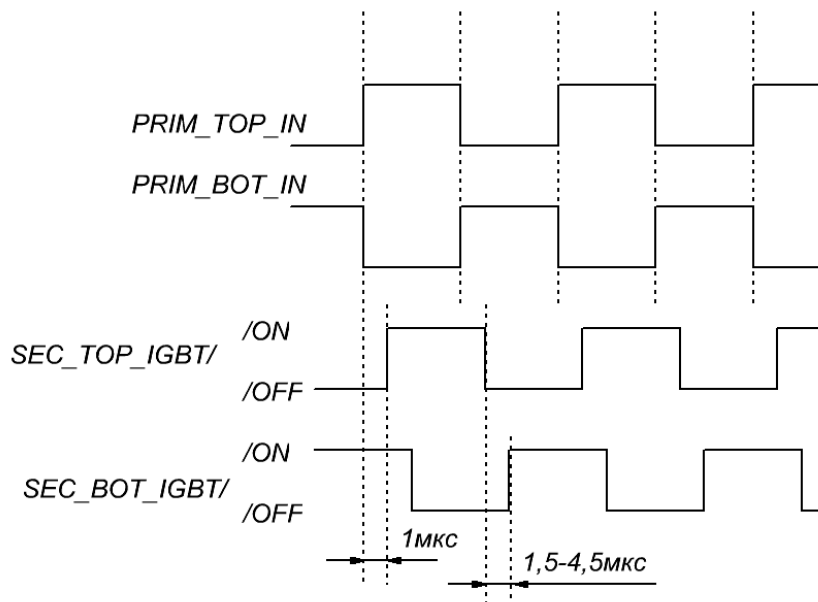 PRIM_TOP_IN
PRIM_BOT_IN
/ON
SEC_TOP_IGBT/
/OFF
/ON
SEC_BOT_IGBT/
/OFF
1мкс
1,5-4,5мкс